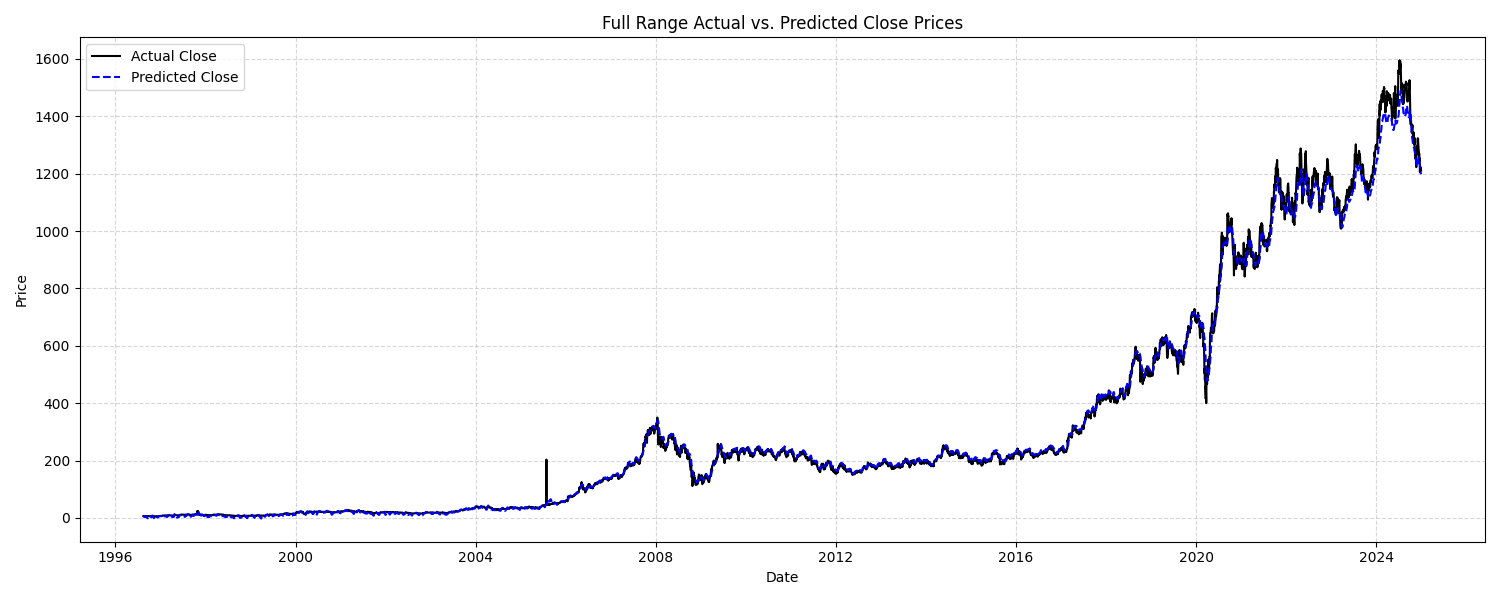 Full Range Actual vs. Predicted Close Prices
Actual Close
Predicted Close
1600
1400
1200
1000
800
600
400
200
0
Price
1996 2000 2004 2008 2012 2016 2020 2024
Date